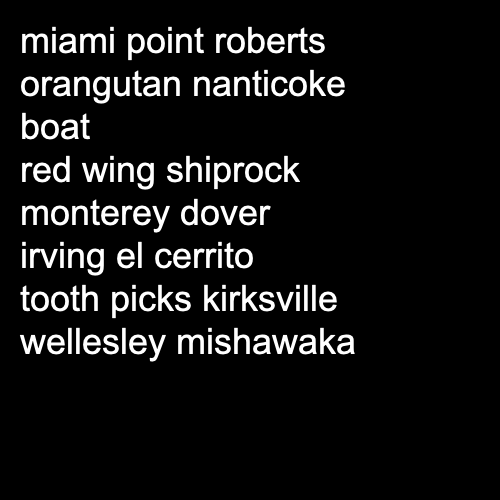 miami point roberts
orangutan nanticoke
boat
red wing shiprock
monterey dover
irving el cerrito
tooth picks kirksville
wellesley mishawaka